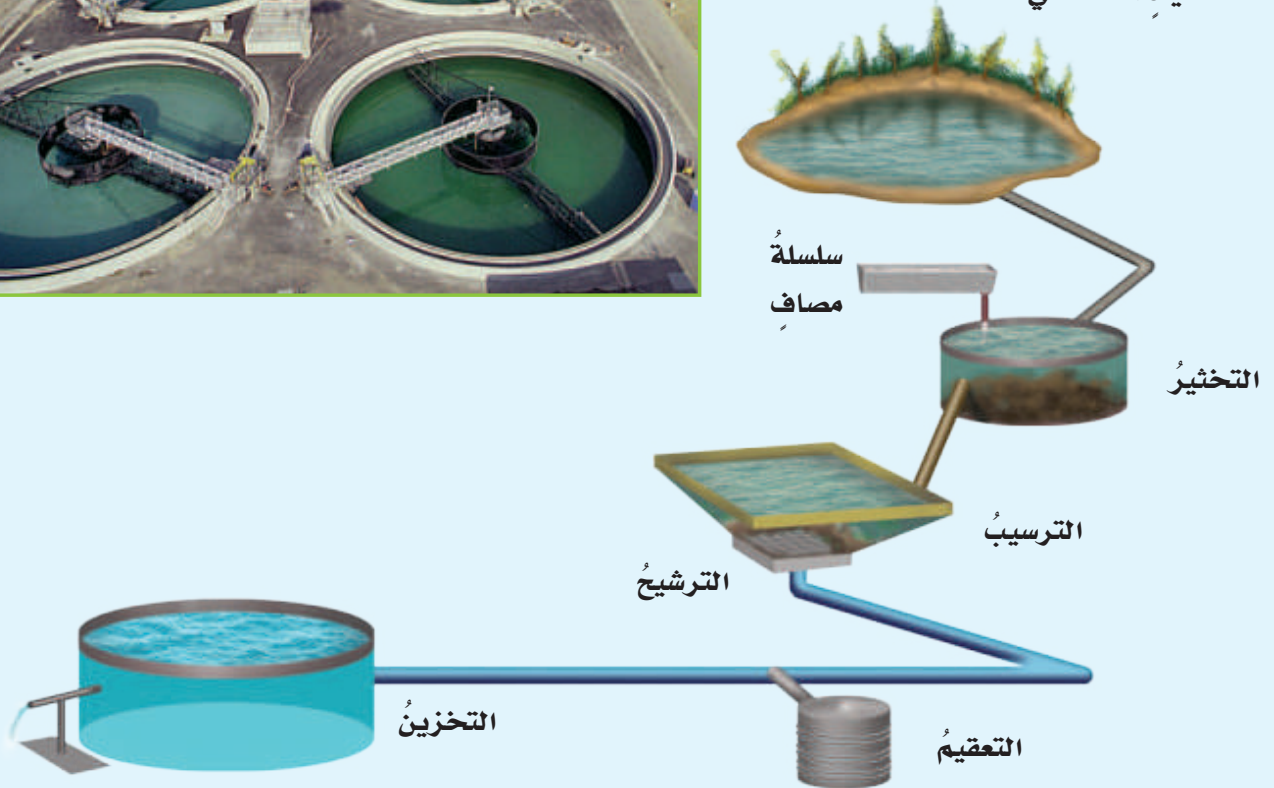 سلسلةُ
مصافٍ
التخثيرُ
الترسيبُ
الترشيحُ
التخزينُ
التعقيمُ